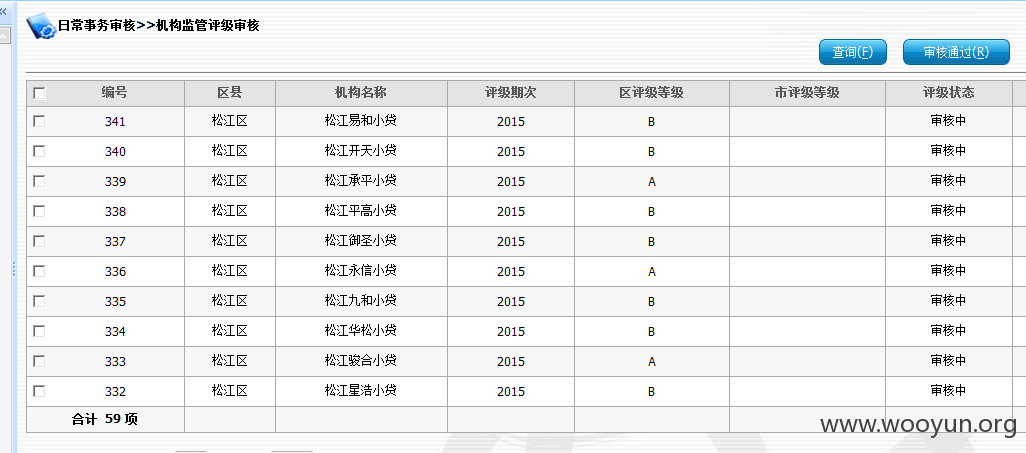 日常事务审核>>机构监管评级审核
查询(F) 审核通过(R)
编号 区县 机构名称 评级期次 区评级等级 市评级等级 评级状态
341 松江区 松江易和小贷 2015 B 审核中
340 松江区 松江开天小贷 2015 B 审核中
339 松江区 松江承平小贷 2015 A 审核中
338 松江区 松江平高小贷 2015 B 审核中
337 松江区 松江御圣小贷 2015 B 审核中
336 松江区 松江永信小贷 2015 A 审核中
335 松江区 松江九和小贷 2015 B 审核中
334 松江区 松江华松小贷 2015 B 审核中
333 松江区 松江骏合小贷 2015 A 审核中
332 松江区 松江星浩小贷 2015 B 审核中
合计 59 项
www.wooyun.org